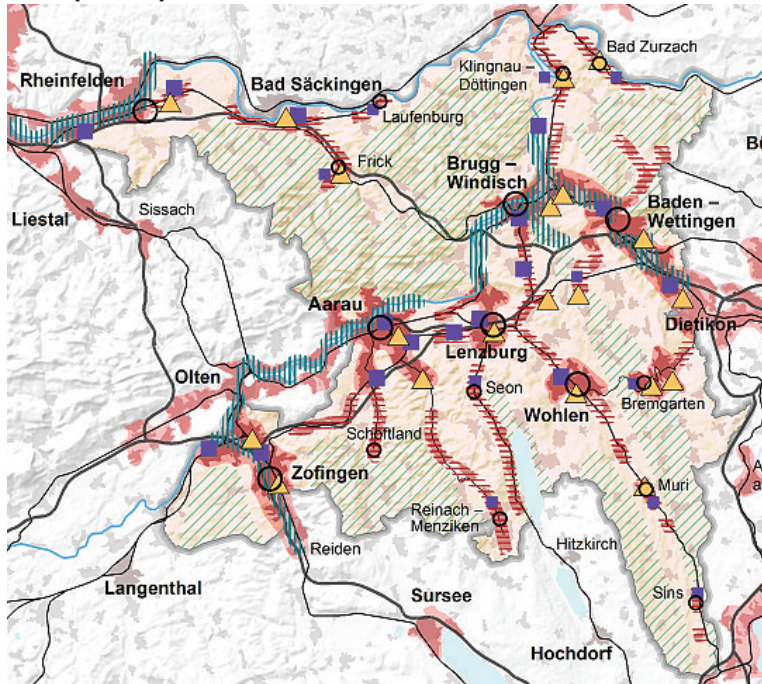 Bad Zurzach
Klingnau –
Döttingen
Rheinfelden
Bad Säckingen
Laufenburg
Frick
Brugg –
Windisch
Baden –
Wettingen
Liestal
Sissach
Aarau
Lenzburg
Dietikon
Olten
Seon
Wohlen
Bremgarten
Schöftland
Zofingen
Muri
Reinach –
Menziken
Reiden
Hitzkirch
Langenthal
Sursee
Sins
Hochdorf